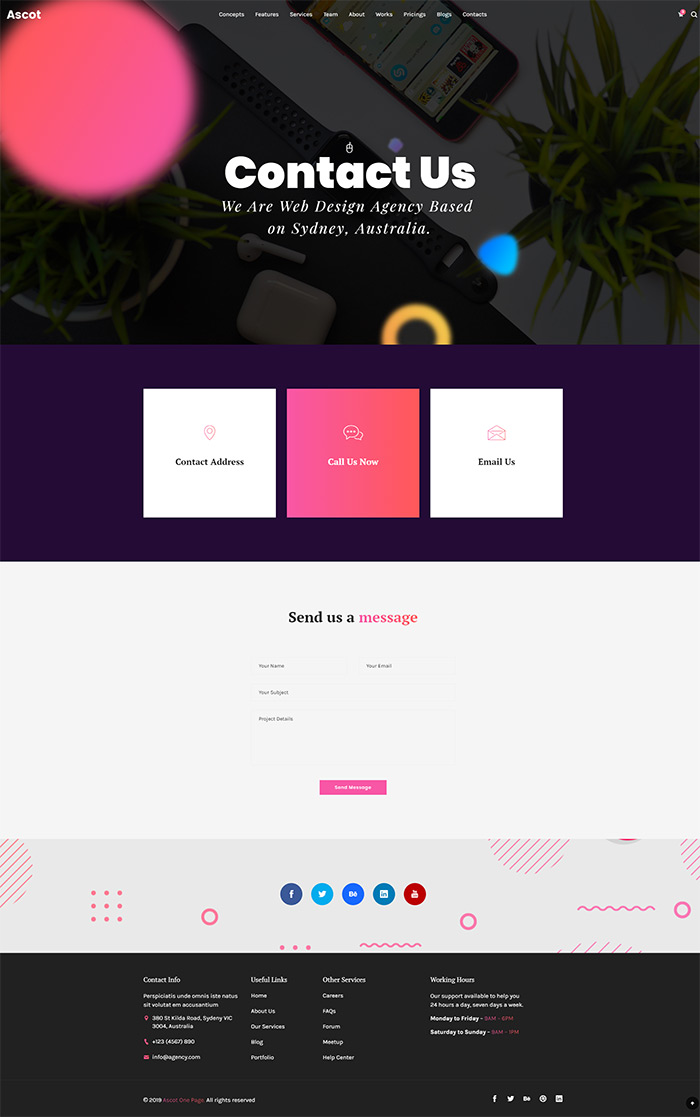 Ascot
Concepts Features Services Team About Works Pricings Blogs Contacts
Contact Us
We Are Web Design Agency Based
on Sydney, Australia.
Contact Address
Call Us Now
Email Us
Send us a message
Your Name
Your Email
Your Subject
Project Details
Send Message
Contact Info
Perspiciatis unde omnis iste natus
sit volutat em accusantium
380 St Kilda Road, Sydeny VIC
3004, Australia
+123 (4567) 890
info@agency.com
Useful Links
Home
About Us
Our Services
Blog
Portfolio
Other Services
Careers
FAQs
Forum
Meetup
Help Center
Working Hours
Our support available to help you
24 hours a day, seven days a week.
Monday to Friday - 9AM - 6PM
Saturday to Sunday - 9AM - 1PM
© 2019 Ascot One Page. All rights reserved